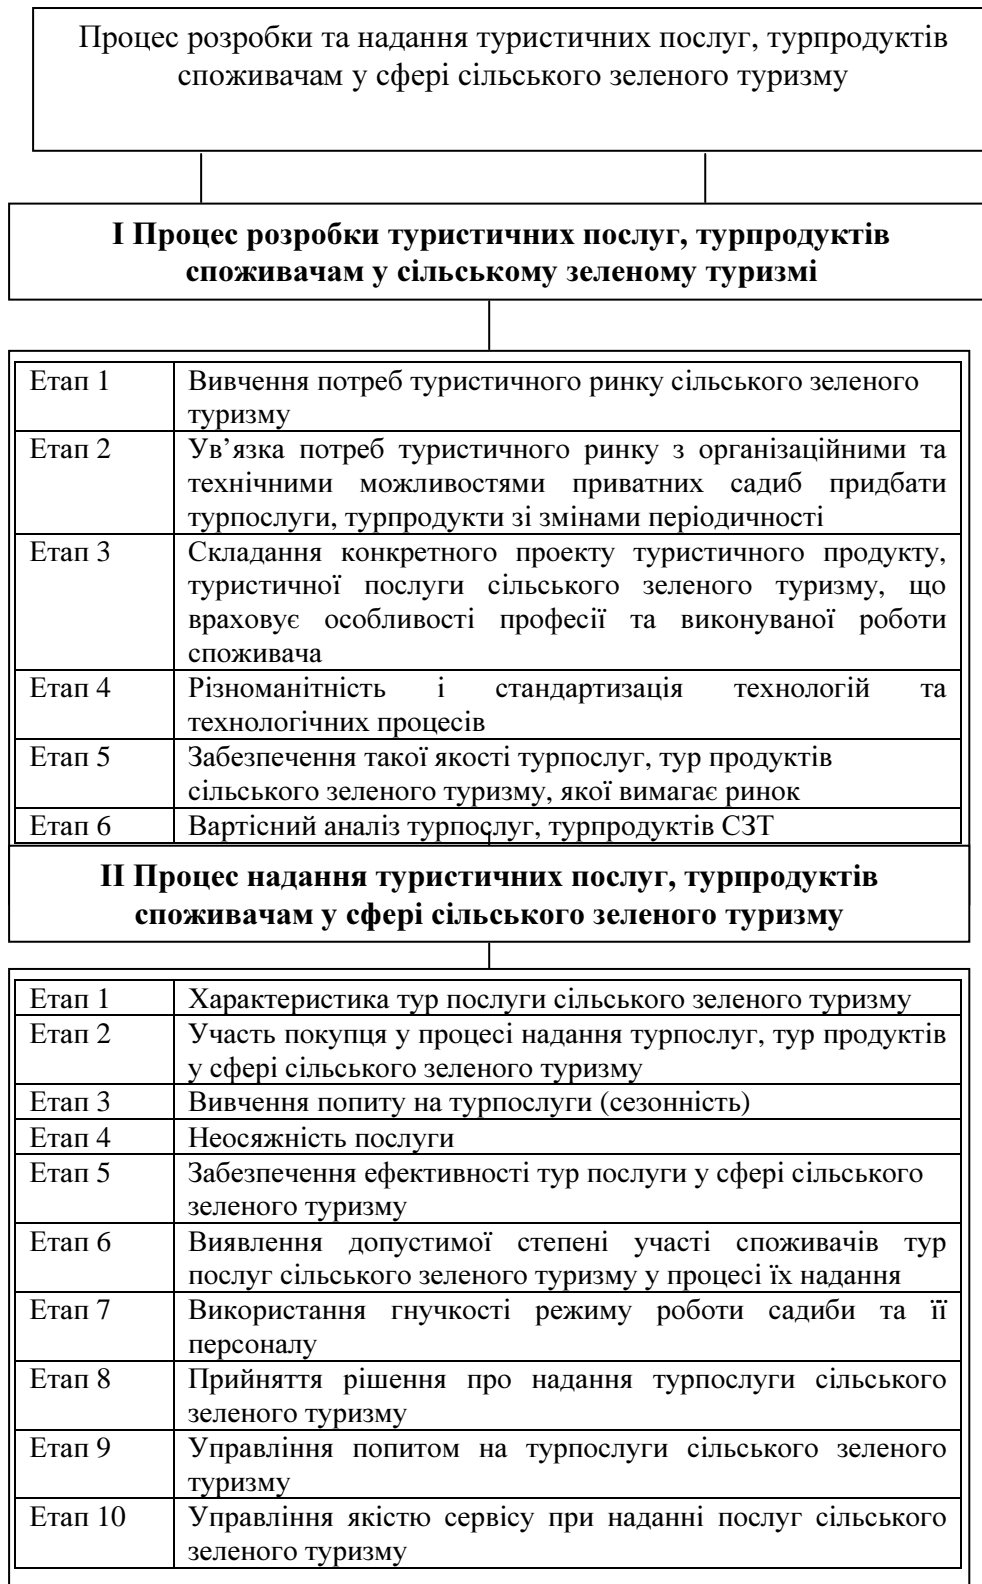 Процес розробки та надання туристичних послуг, турпродуктів
споживачам у сфері сільського зеленого туризму
І Процес розробки туристичних послуг, турпродуктів
споживачам у сільському зеленому туризмі
Етап 1 Вивчення потреб туристичного ринку сільського зеленого
туризму
Етап 2 Ув’язка потреб туристичного ринку з організаційними та
технічними можливостями приватних садиб придбати
турпослуги, турпродукти зі змінами періодичності
Етап 3 Складання конкретного проекту туристичного продукту,
туристичної послуги сільського зеленого туризму, що
враховує особливості професії та виконуваної роботи
споживача
Етап 4 Різноманітність і стандартизація технологій та
технологічних процесів
Етап 5 Забезпечення такої якості турпослуг, тур продуктів
сільського зеленого туризму, якої вимагає ринок
Етап 6 Вартісний аналіз турпослуг, турпродуктів СЗТ
ІІ Процес надання туристичних послуг, турпродуктів
споживачам у сфері сільського зеленого туризму
Етап 1 Характеристика тур послуги сільського зеленого туризму
Етап 2 Участь покупця у процесі надання турпослуг, тур продуктів
у сфері сільського зеленого туризму
Етап 3 Вивчення попиту на турпослуги (сезонність)
Етап 4 Неосяжність послуги
Етап 5 Забезпечення ефективності тур послуги у сфері сільського
зеленого туризму
Етап 6 Виявлення допустимої степені участі споживачів тур
послуг сільського зеленого туризму у процесі їх надання
Етап 7 Використання гнучкості режиму роботи садиби та її
персоналу
Етап 8 Прийняття рішення про надання турпослуги сільського
зеленого туризму
Етап 9 Управління попитом на турпослуги сільського зеленого
туризму
Етап 10 Управління якістю сервісу при наданні послуг сільського
зеленого туризму